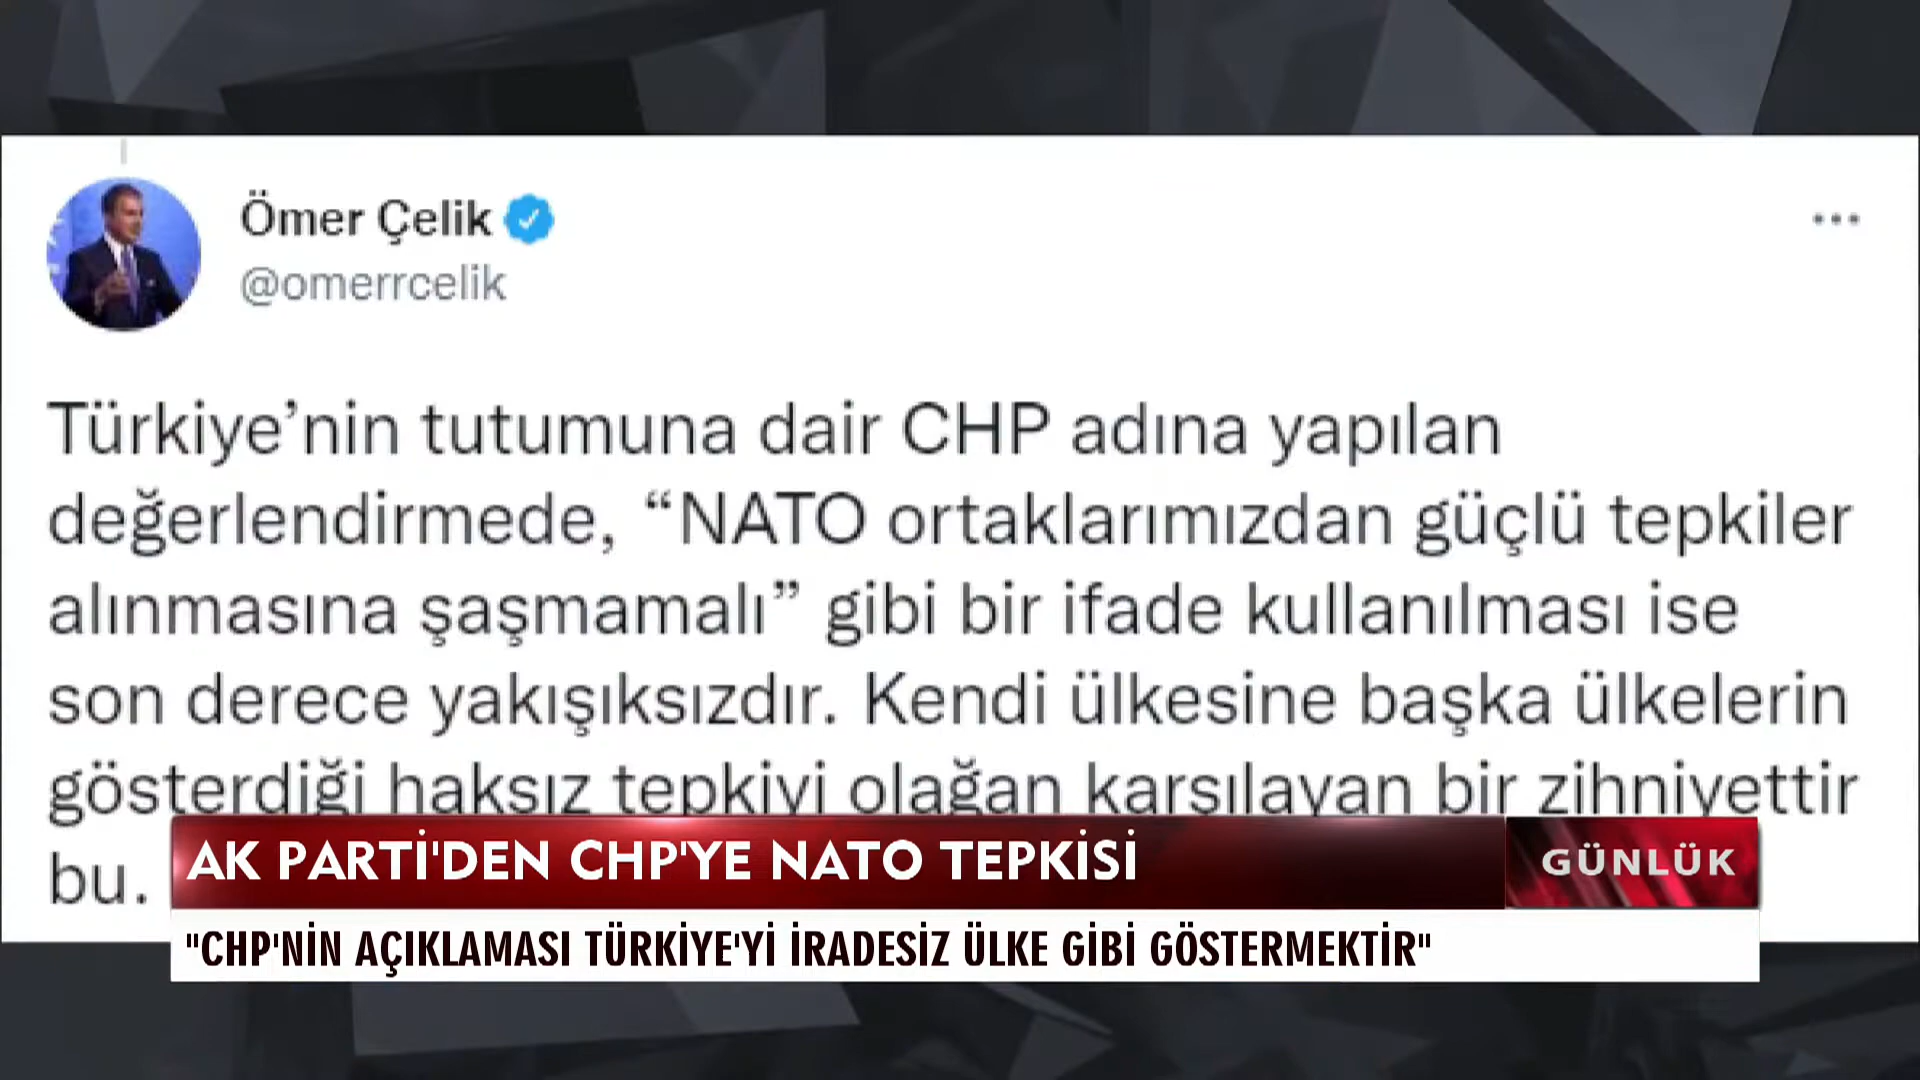 Ömer Çelik
@omerrcelik
Türkiye’nin tutumuna dair CHP adına yapılan
değerlendirmede, “NATO ortaklarımızdan güçlü tepkiler
alınmasına şaşmamalı” gibi bir ifade kullanılması ise
son derece yakışıksızdır. Kendi ülkesine başka ülkelerin
gösterdiği haksız tepkiyi olağan karşılayan bir zihniyettir
bu.
AK PARTİ'DEN CHP'YE NATO TEPKİSİ
GÜNLÜK
"CHP'NİN AÇIKLAMASI TÜRKİYE'Yİ İRADESİZ ÜLKE GİBİ GÖSTERMEKTİR"